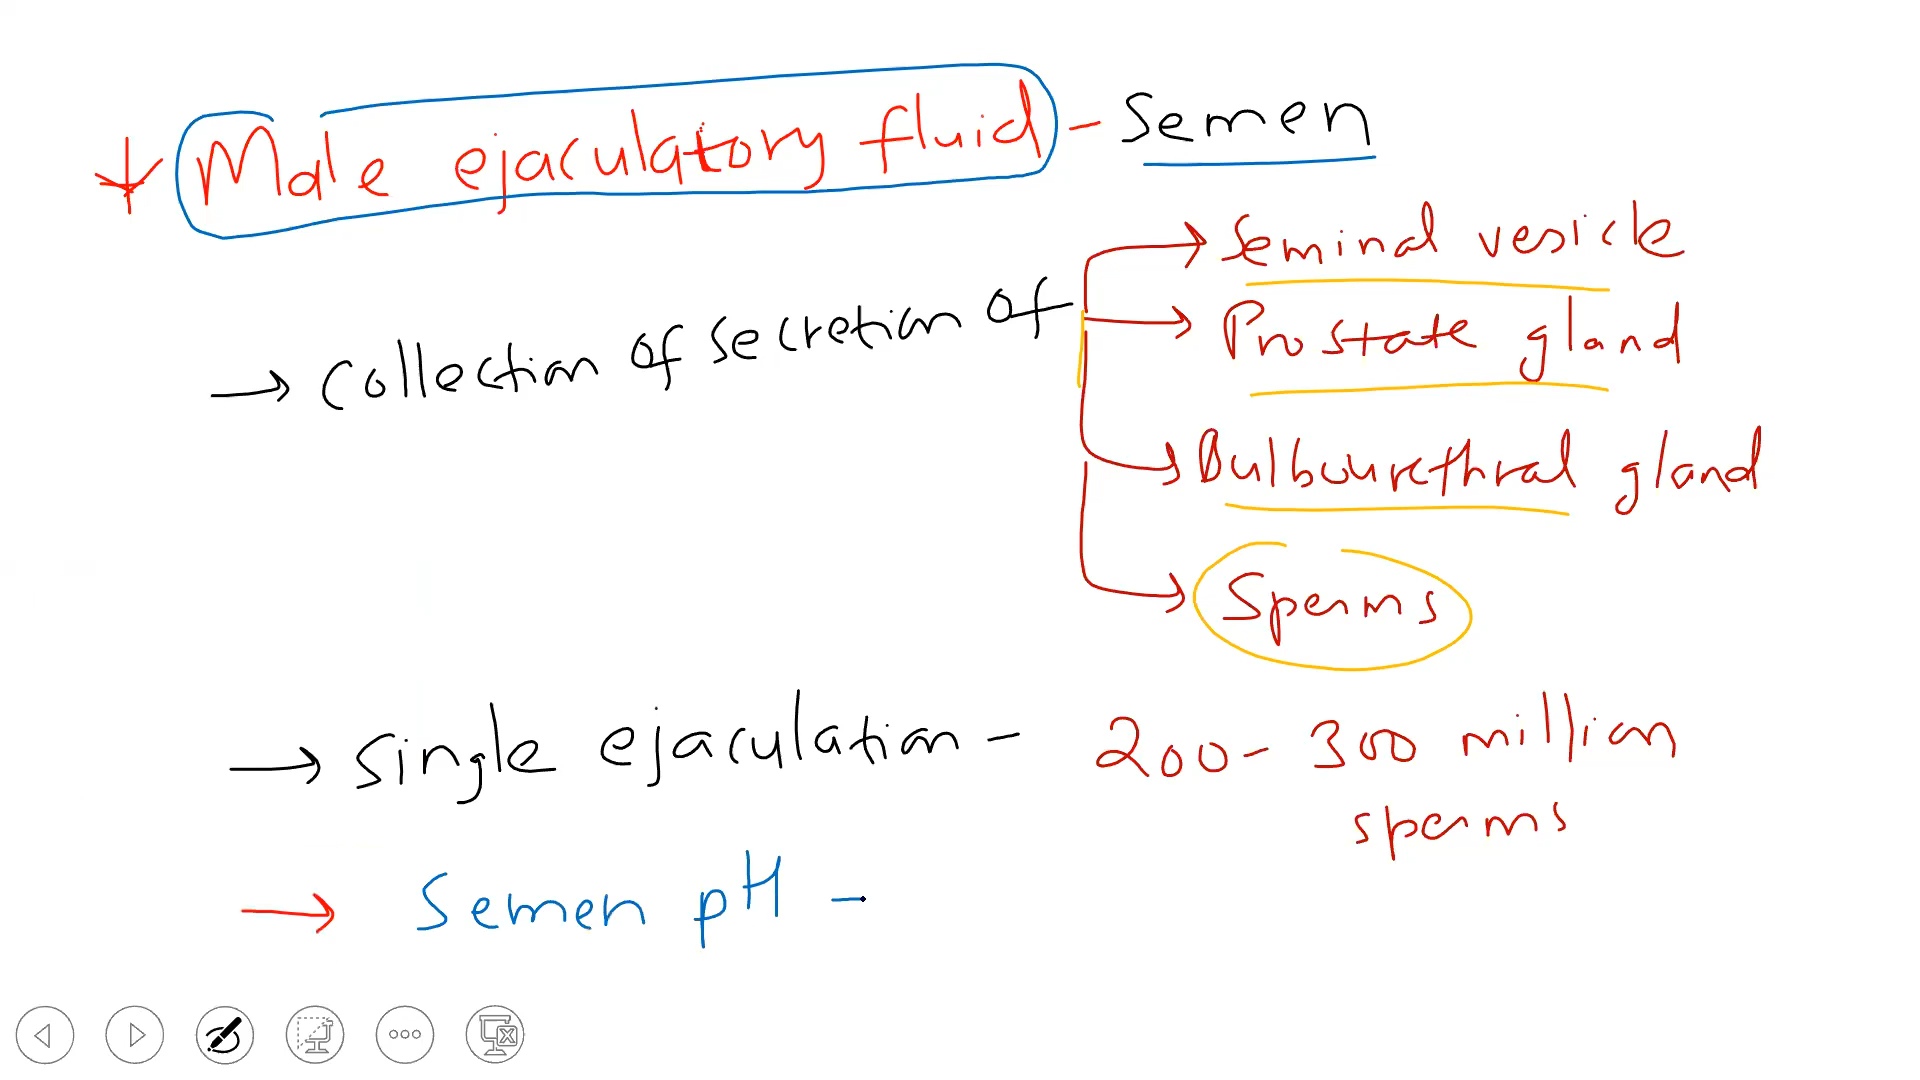 Male ejaculatory fluid - Semen
→ collection of secretion of
→ Seminal vesicle
→ Prostate gland
→ Bulbourethral gland
→ Sperms
→ Single ejaculation - 200 - 300 million
sperms
→ Semen pH -